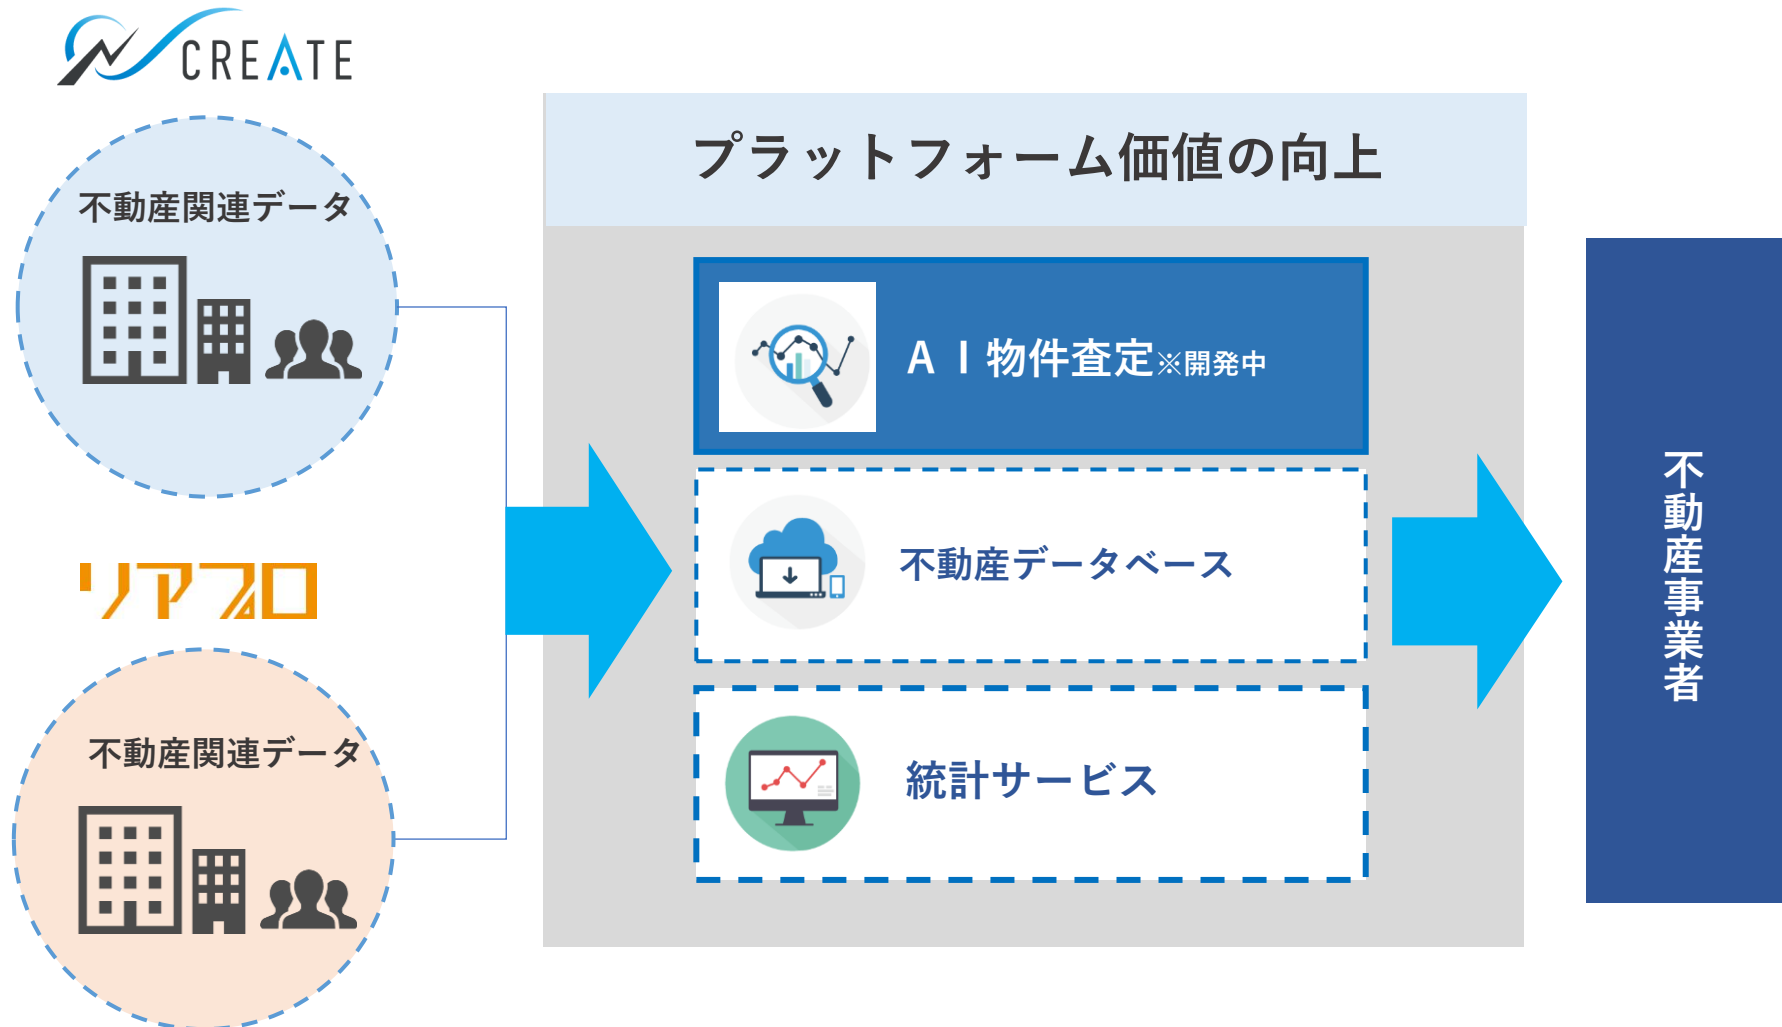 CREATE
不動産関連データ
リアプロ
不動産関連データ
プラットフォーム価値の向上
AI物件査定※開発中
不動産データベース
統計サービス
不動産事業者